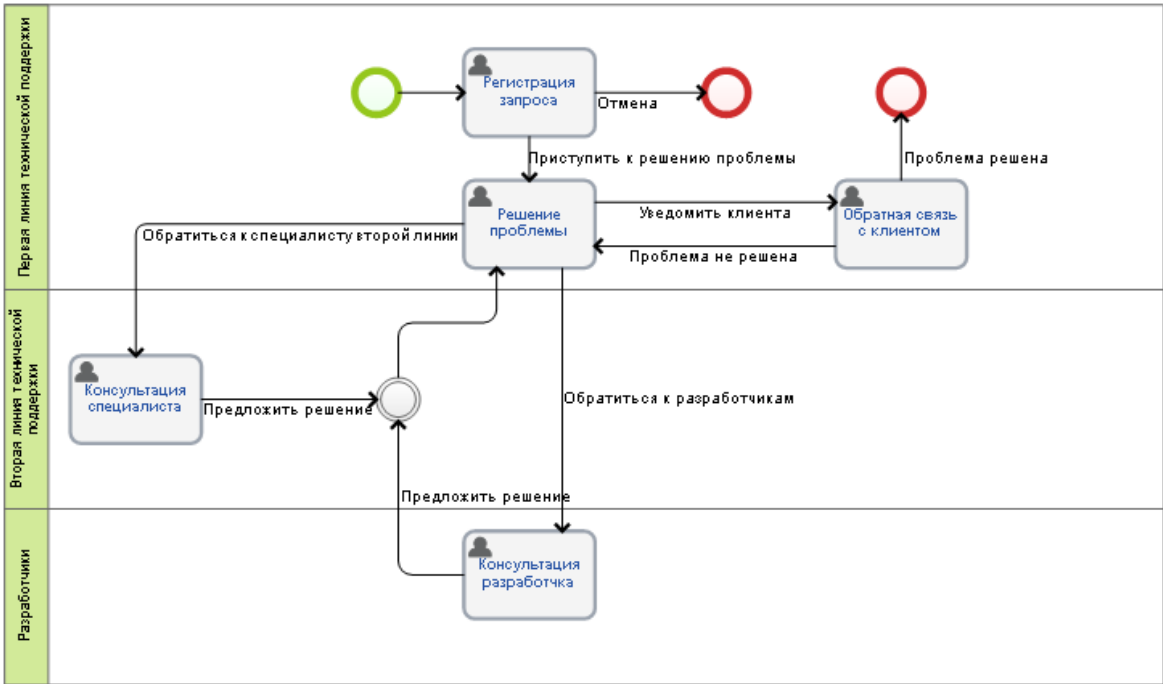 Первая линия технической поддержки
Регистрация
запроса
Отмена
Приступить к решению проблемы
Проблема решена
Решение
проблемы
Уведомить клиента
Обратная связь
с клиентом
Обратиться к специалисту второй линии
Проблема не решена
Вторая линия технической
поддержки
Консультация
специалиста
Предложить решение
Обратиться к разработчикам
Предложить решение
Разработчики
Консультация
разработчка